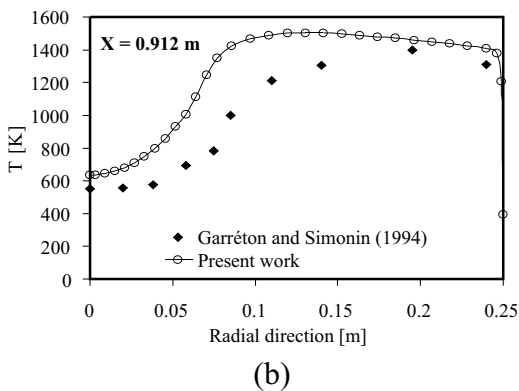 1600
X = 0.912 m
1400
1200
1000
800
600
400
200
0
T [K]
Garréton and Simonin (1994)
Present work
0 0.05 0.1 0.15 0.2 0.25
Radial direction [m]
(b)